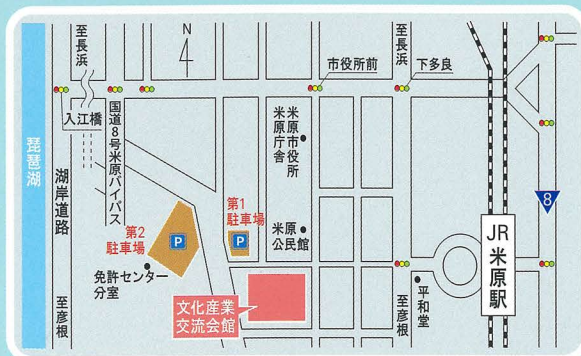 至長浜
N
至長浜
市役所前
下多良
入江橋
国道8号米原バイパス
米原市役所
米原庁舎
琵琶湖
湖岸道路
第1
駐車場
第2
駐車場
P
P
米原
公民館
8
JR米原駅
免許センター
分室
文化産業
交流会館
至彦根
至彦根
平和堂